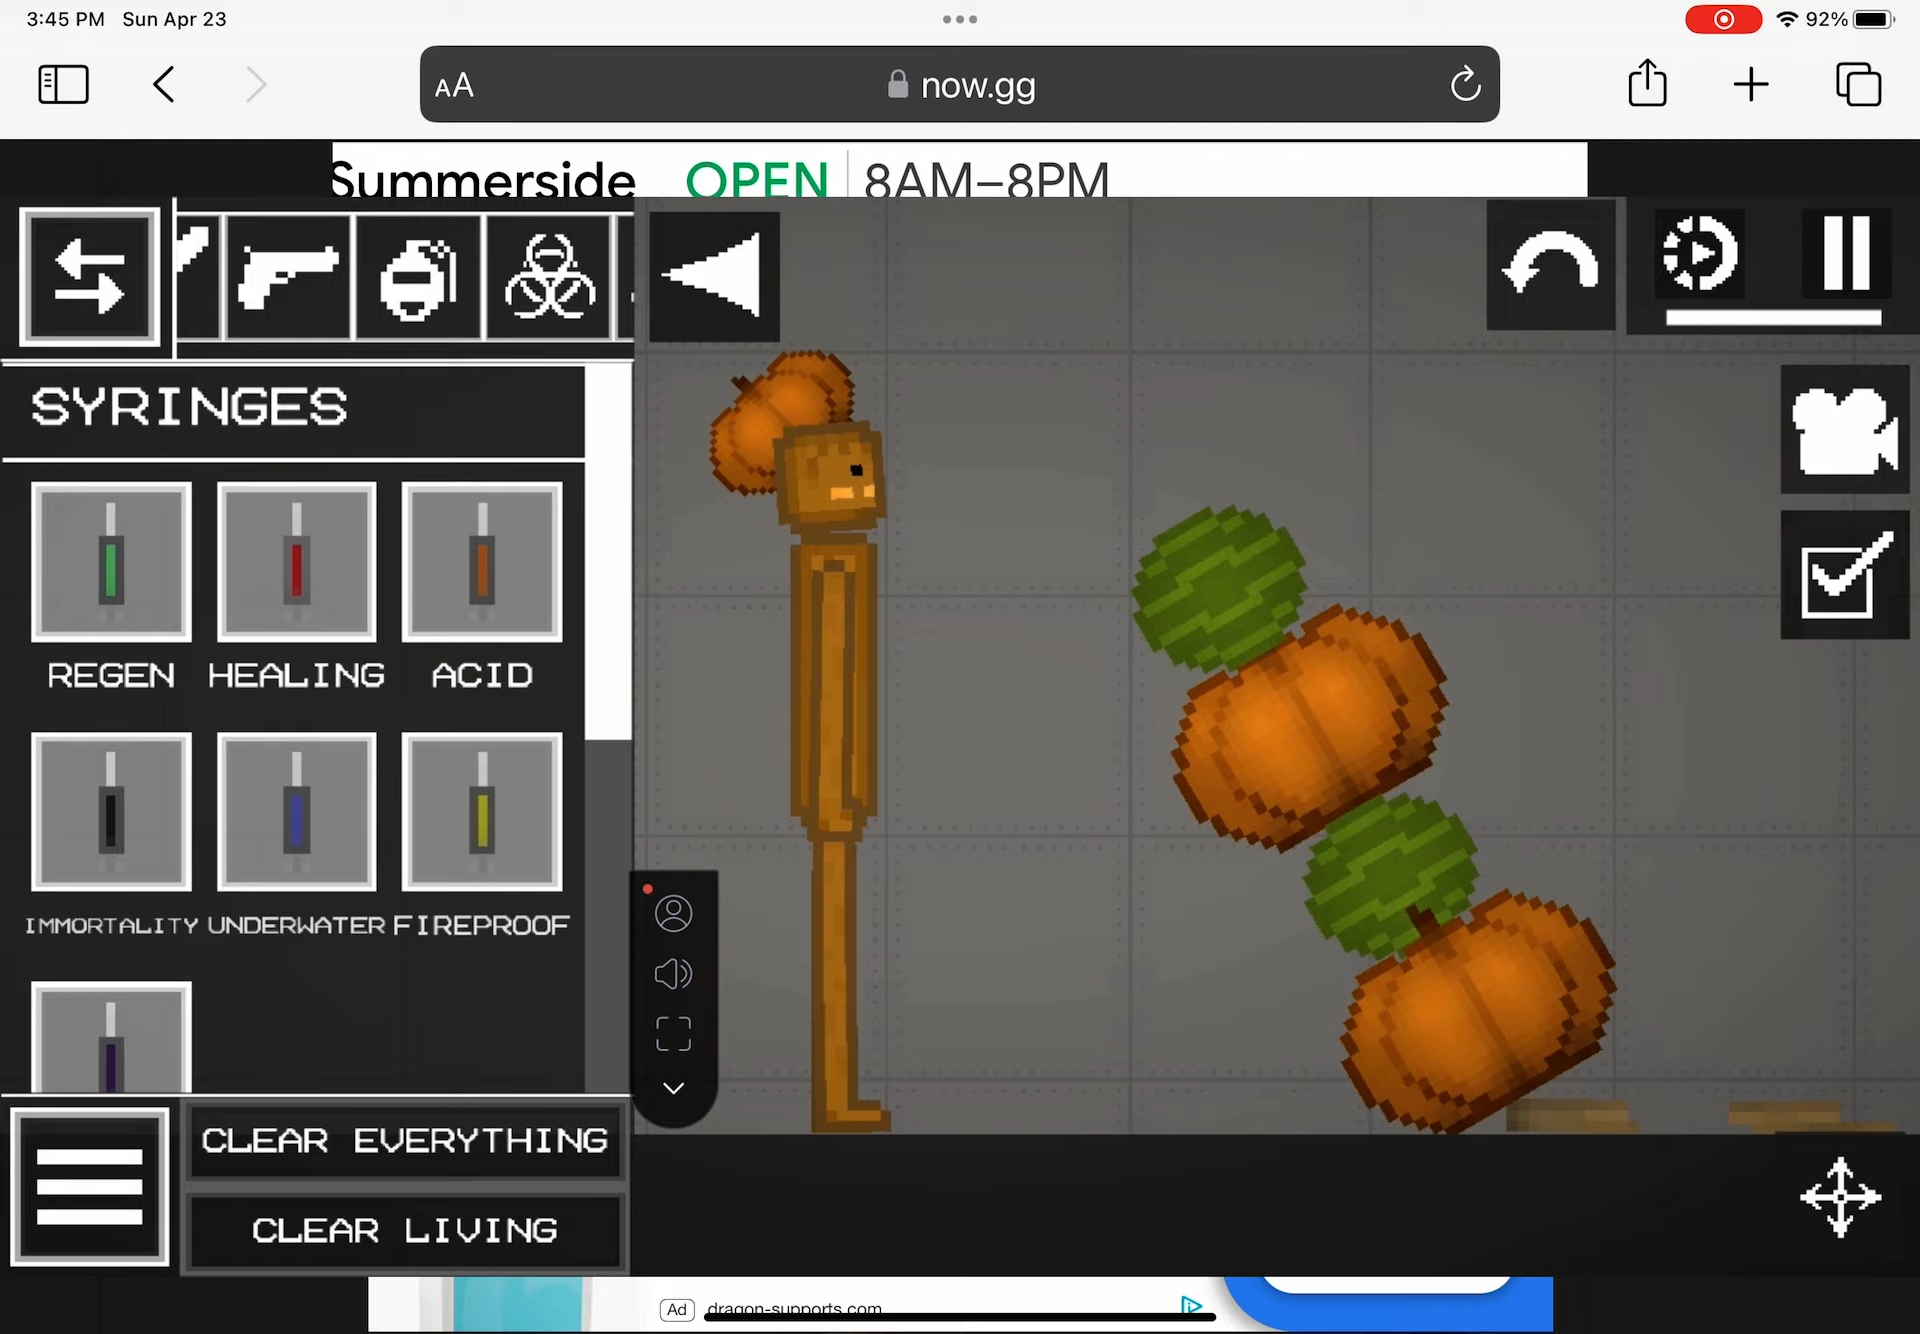 3:45 PM Sun Apr 23
92%
AA
now.gg
Summerside OPEN 8AM–8PM
SYRINGES
REGEN HEALING ACID
IMMORTALITY UNDERWATER FIREPROOF
CLEAR EVERYTHING
CLEAR LIVING
Ad dragon-supports.com